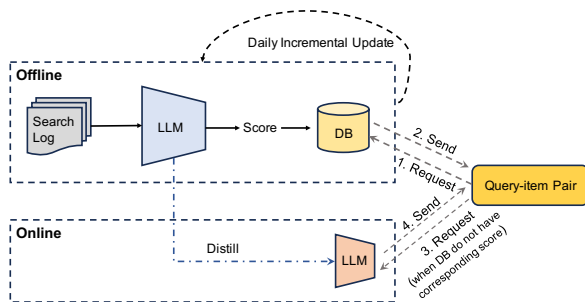 Daily Incremental Update
Offline
Search
Log
LLM
Score
DB
2. Send
1. Request
Query-item Pair
Online
Distill
LLM
4. Send
3. Request
(when DB do not have
corresponding score)